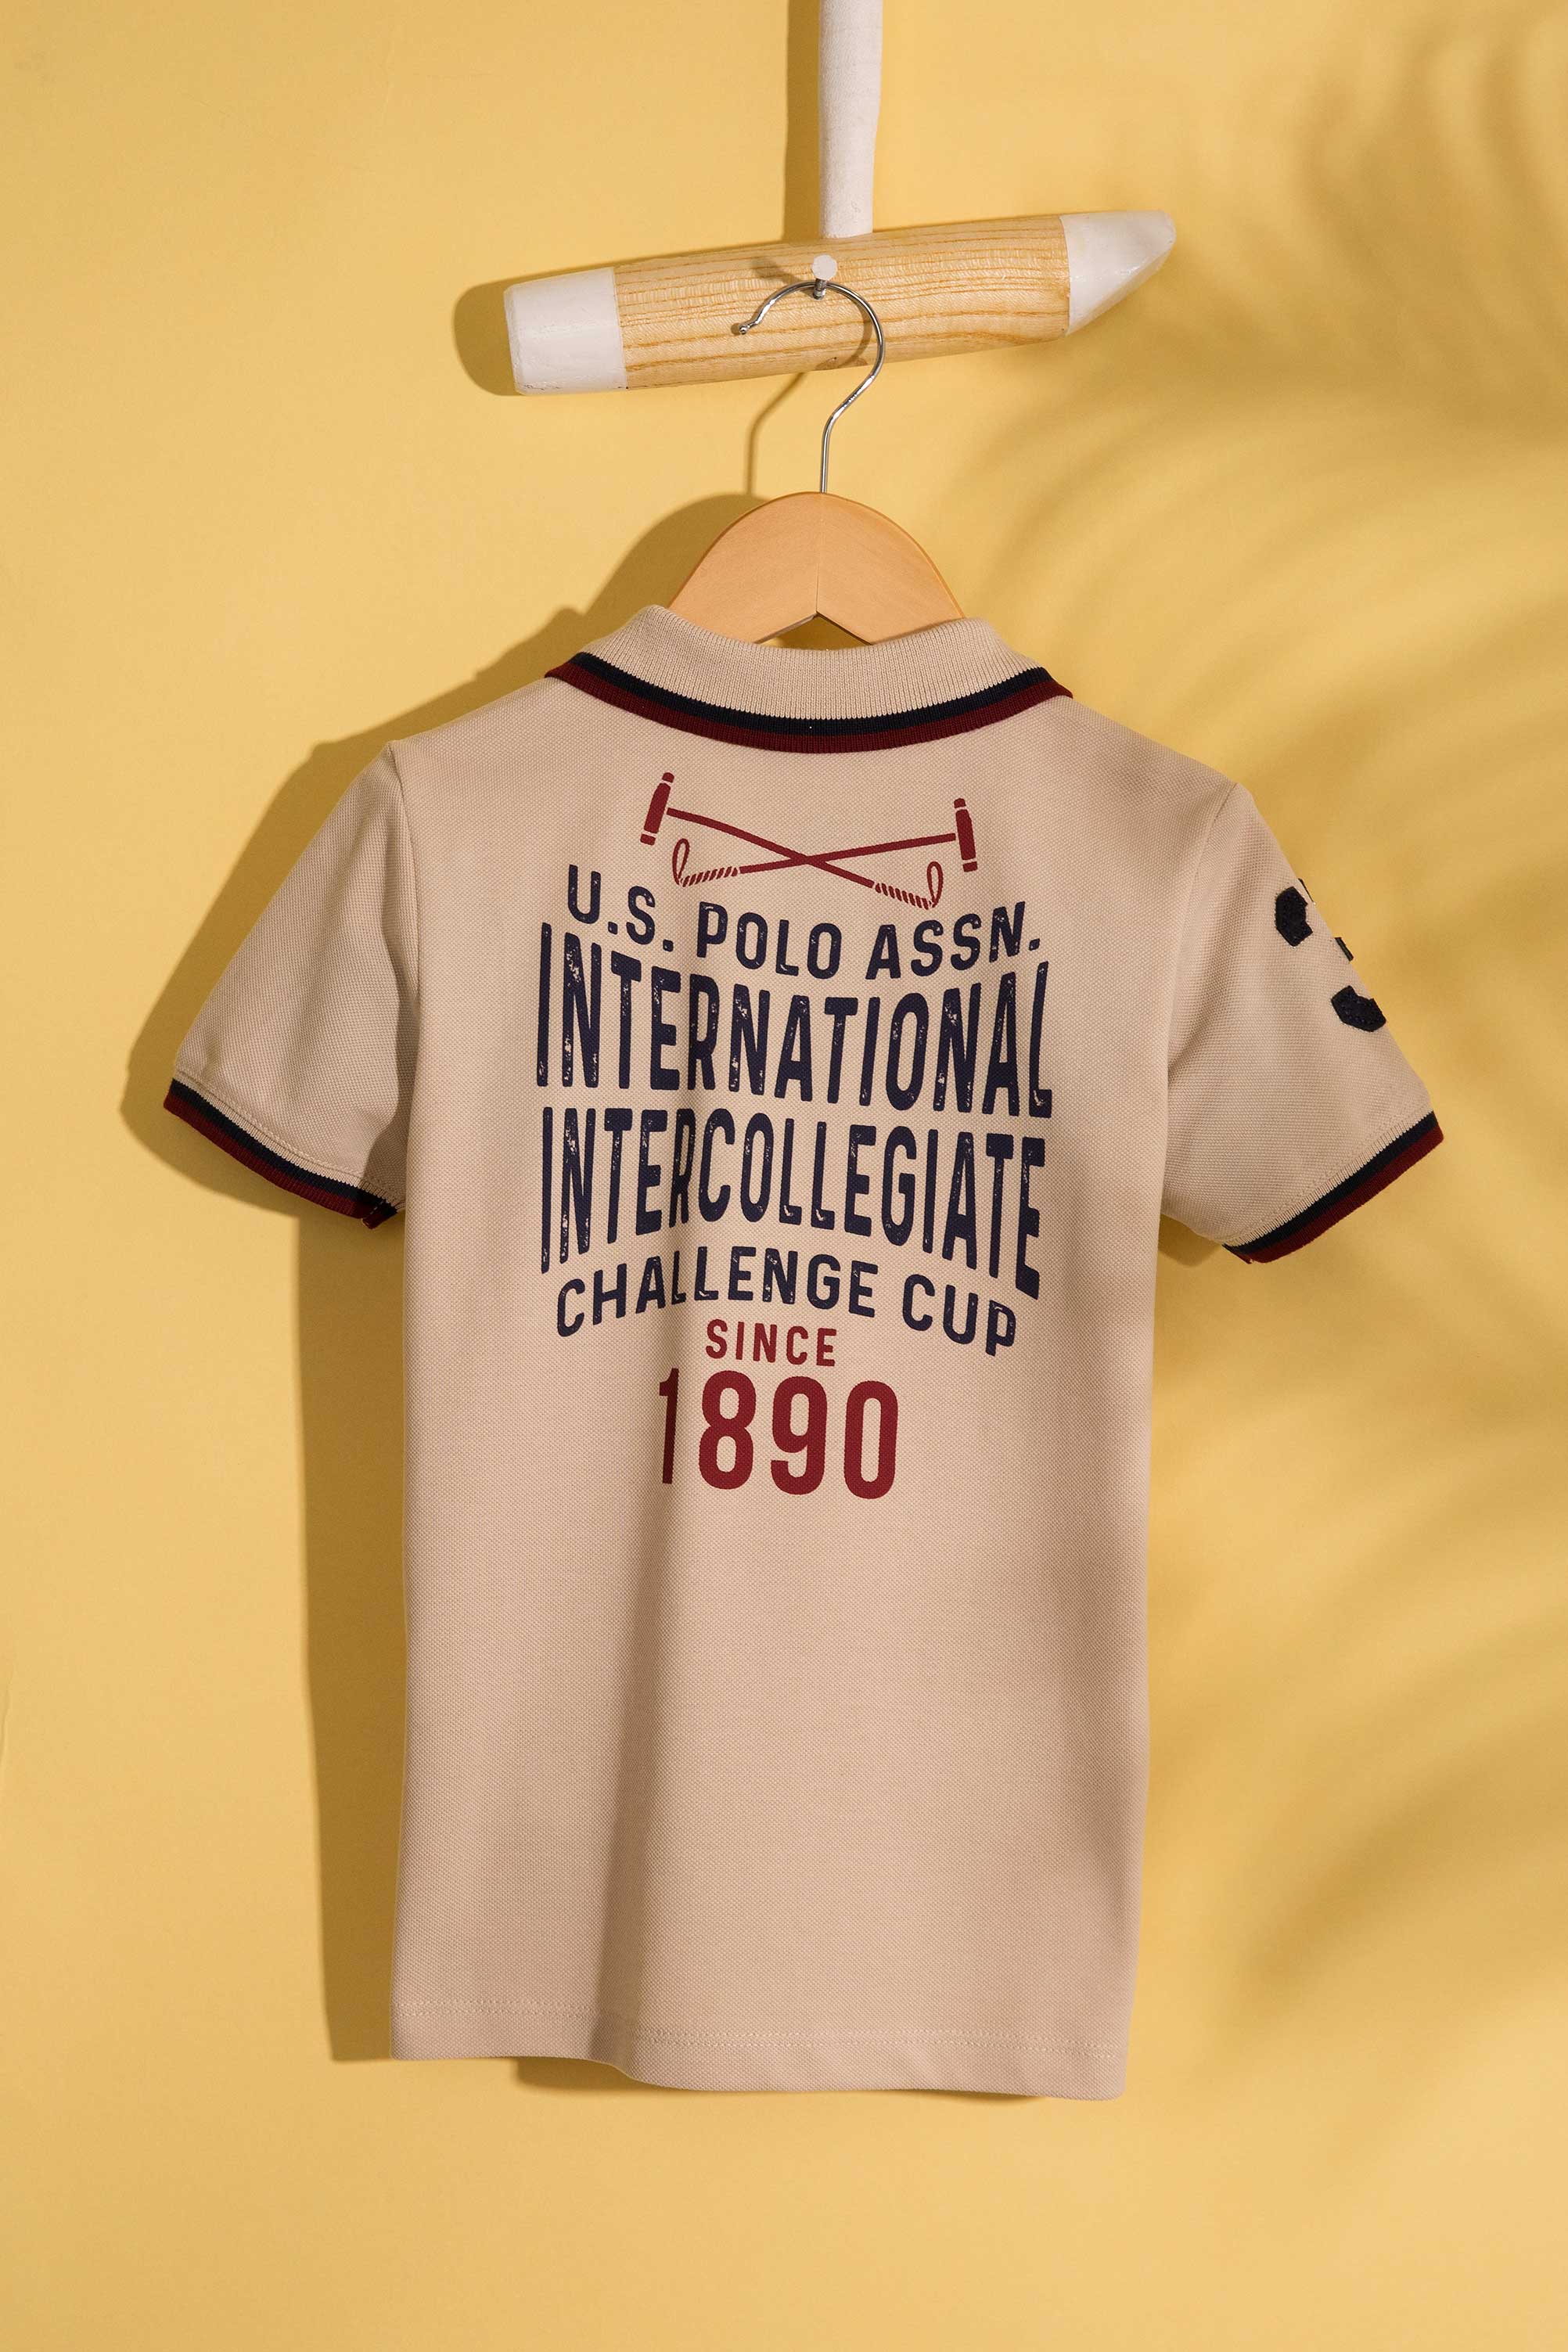 U.S. POLO ASSN.
INTERNATIONAL
INTERCOLLEGIATE
CHALLENGE CUP
SINCE
1890